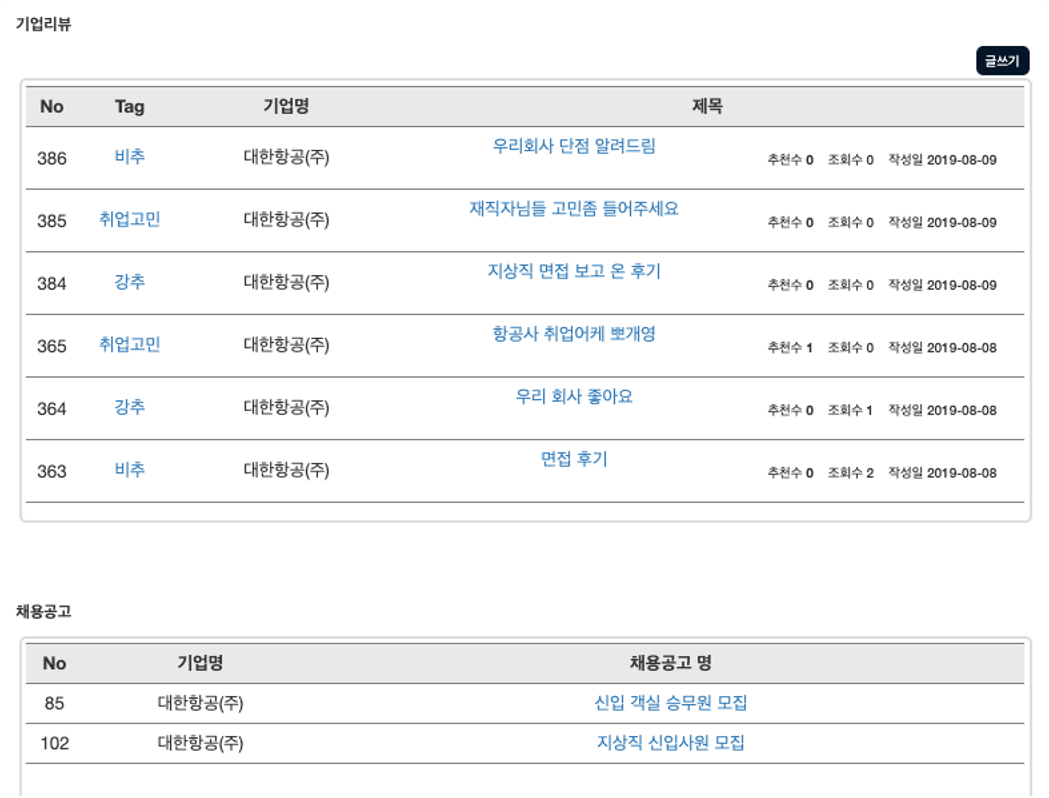 기업리뷰
글쓰기
No Tag 기업명 제목
386 비추 대한항공(주) 우리회사 단점 알려드림 추천수 0 조회수 0 작성일 2019-08-09
385 취업고민 대한항공(주) 재직자님들 고민좀 들어주세요 추천수 0 조회수 0 작성일 2019-08-09
384 강추 대한항공(주) 지상직 면접 보고 온 후기 추천수 0 조회수 0 작성일 2019-08-09
365 취업고민 대한항공(주) 항공사 취업어케 뽀개영 추천수 1 조회수 0 작성일 2019-08-08
364 강추 대한항공(주) 우리 회사 좋아요 추천수 0 조회수 1 작성일 2019-08-08
363 비추 대한항공(주) 면접 후기 추천수 0 조회수 2 작성일 2019-08-08
채용공고
No 기업명 채용공고 명
85 대한항공(주) 신입 객실 승무원 모집
102 대한항공(주) 지상직 신입사원 모집